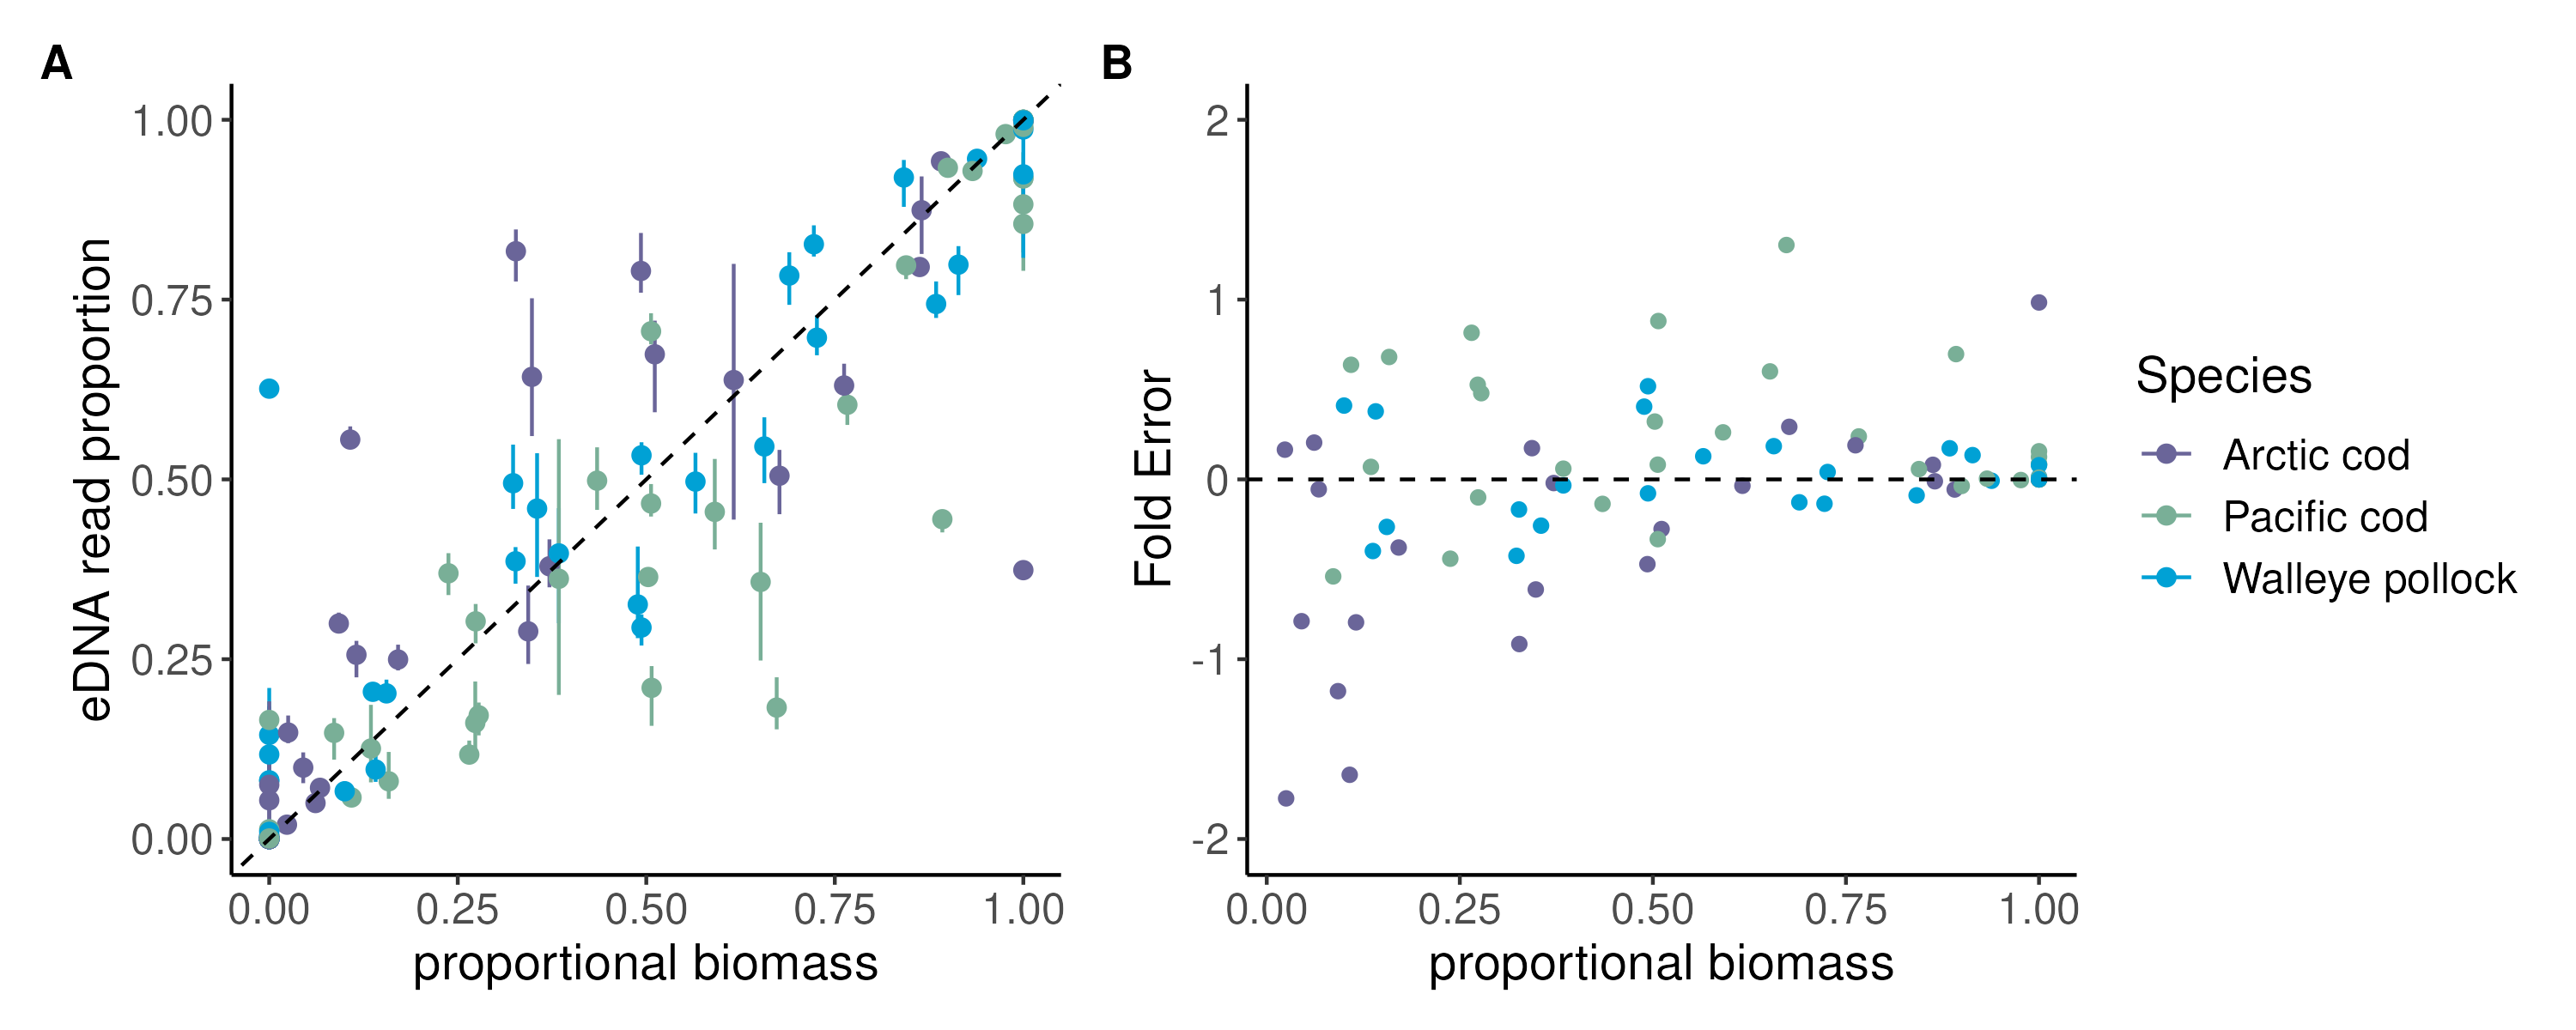 A
eDNA read proportion
1.00
0.75
0.50
0.25
0.00
0.00 0.25 0.50 0.75 1.00
proportional biomass
B
Fold Error
2
1
0
-1
-2
0.00 0.25 0.50 0.75 1.00
proportional biomass
Species
Arctic cod
Pacific cod
Walleye pollock